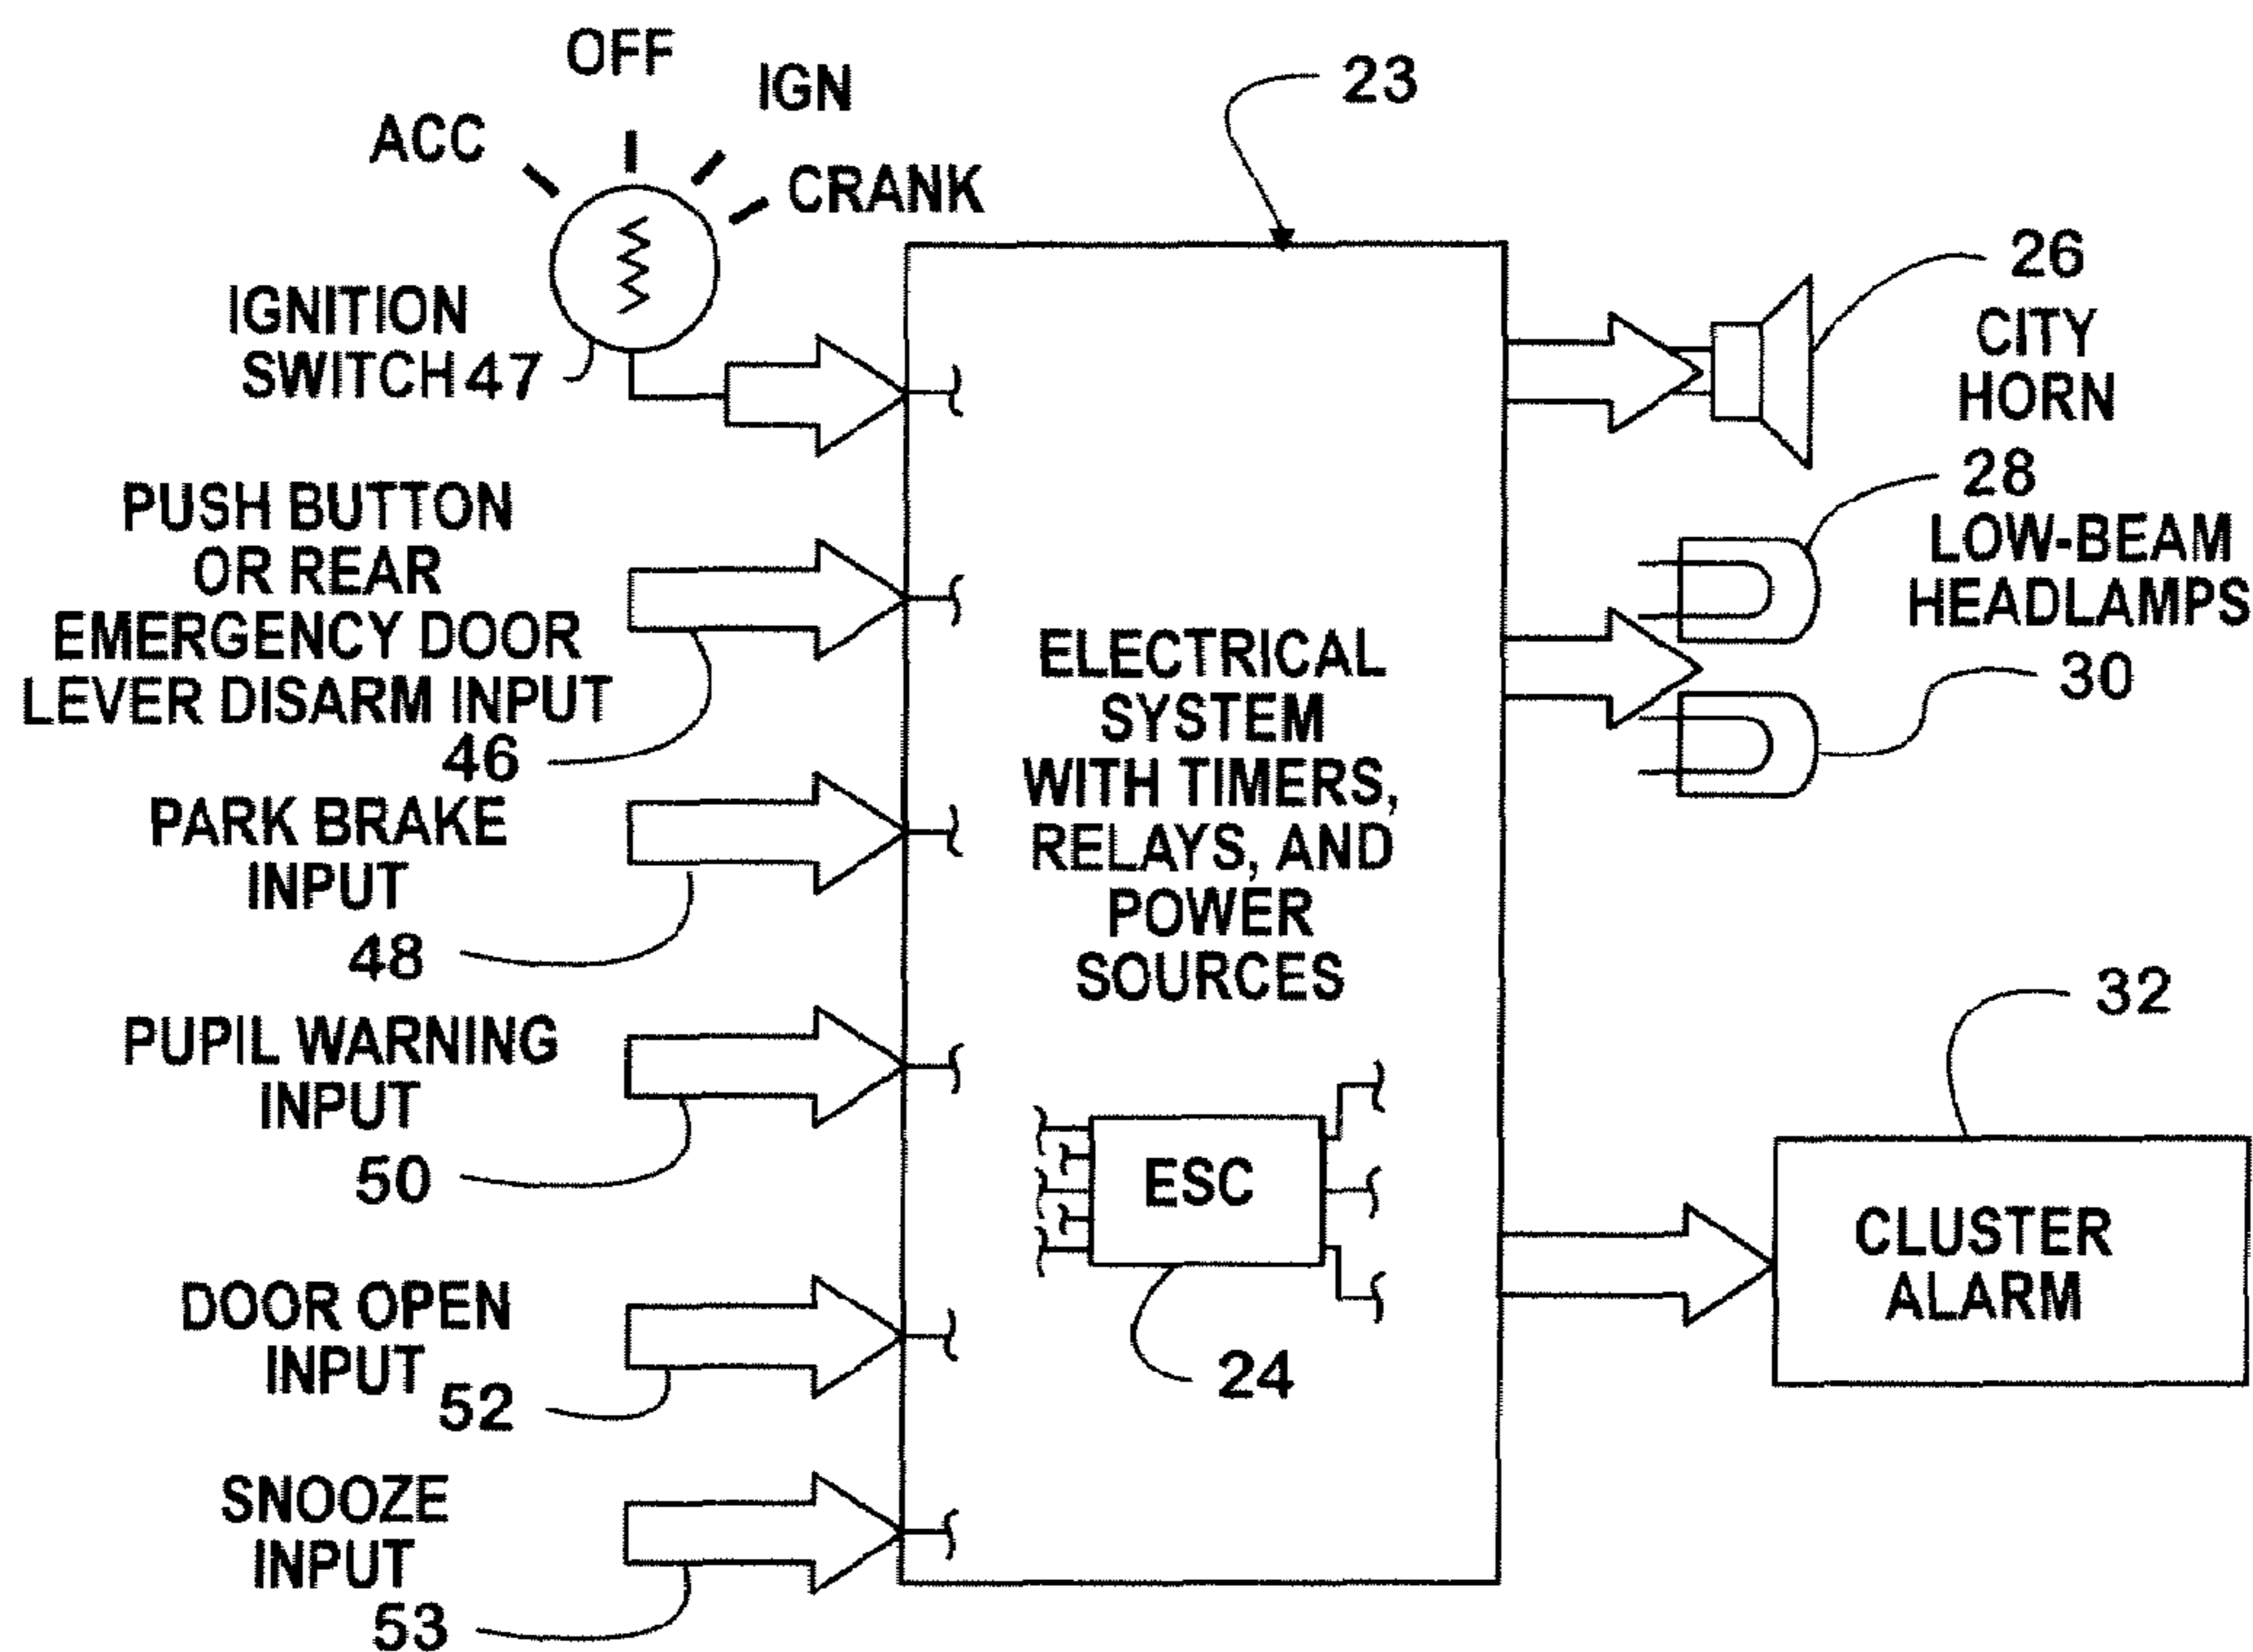 OFF
IGN
ACC
CRANK
23
IGNITION
SWITCH 47
26
CITY
HORN
PUSH BUTTON
OR REAR
EMERGENCY DOOR
LEVER DISARM INPUT
46
28
LOW-BEAM
HEADLAMPS
30
PARK BRAKE
INPUT
48
ELECTRICAL
SYSTEM
WITH TIMERS,
RELAYS, AND
POWER
SOURCES
PUPIL WARNING
INPUT
50
ESC
24
32
CLUSTER
ALARM
DOOR OPEN
INPUT
52
SNOOZE
INPUT
53